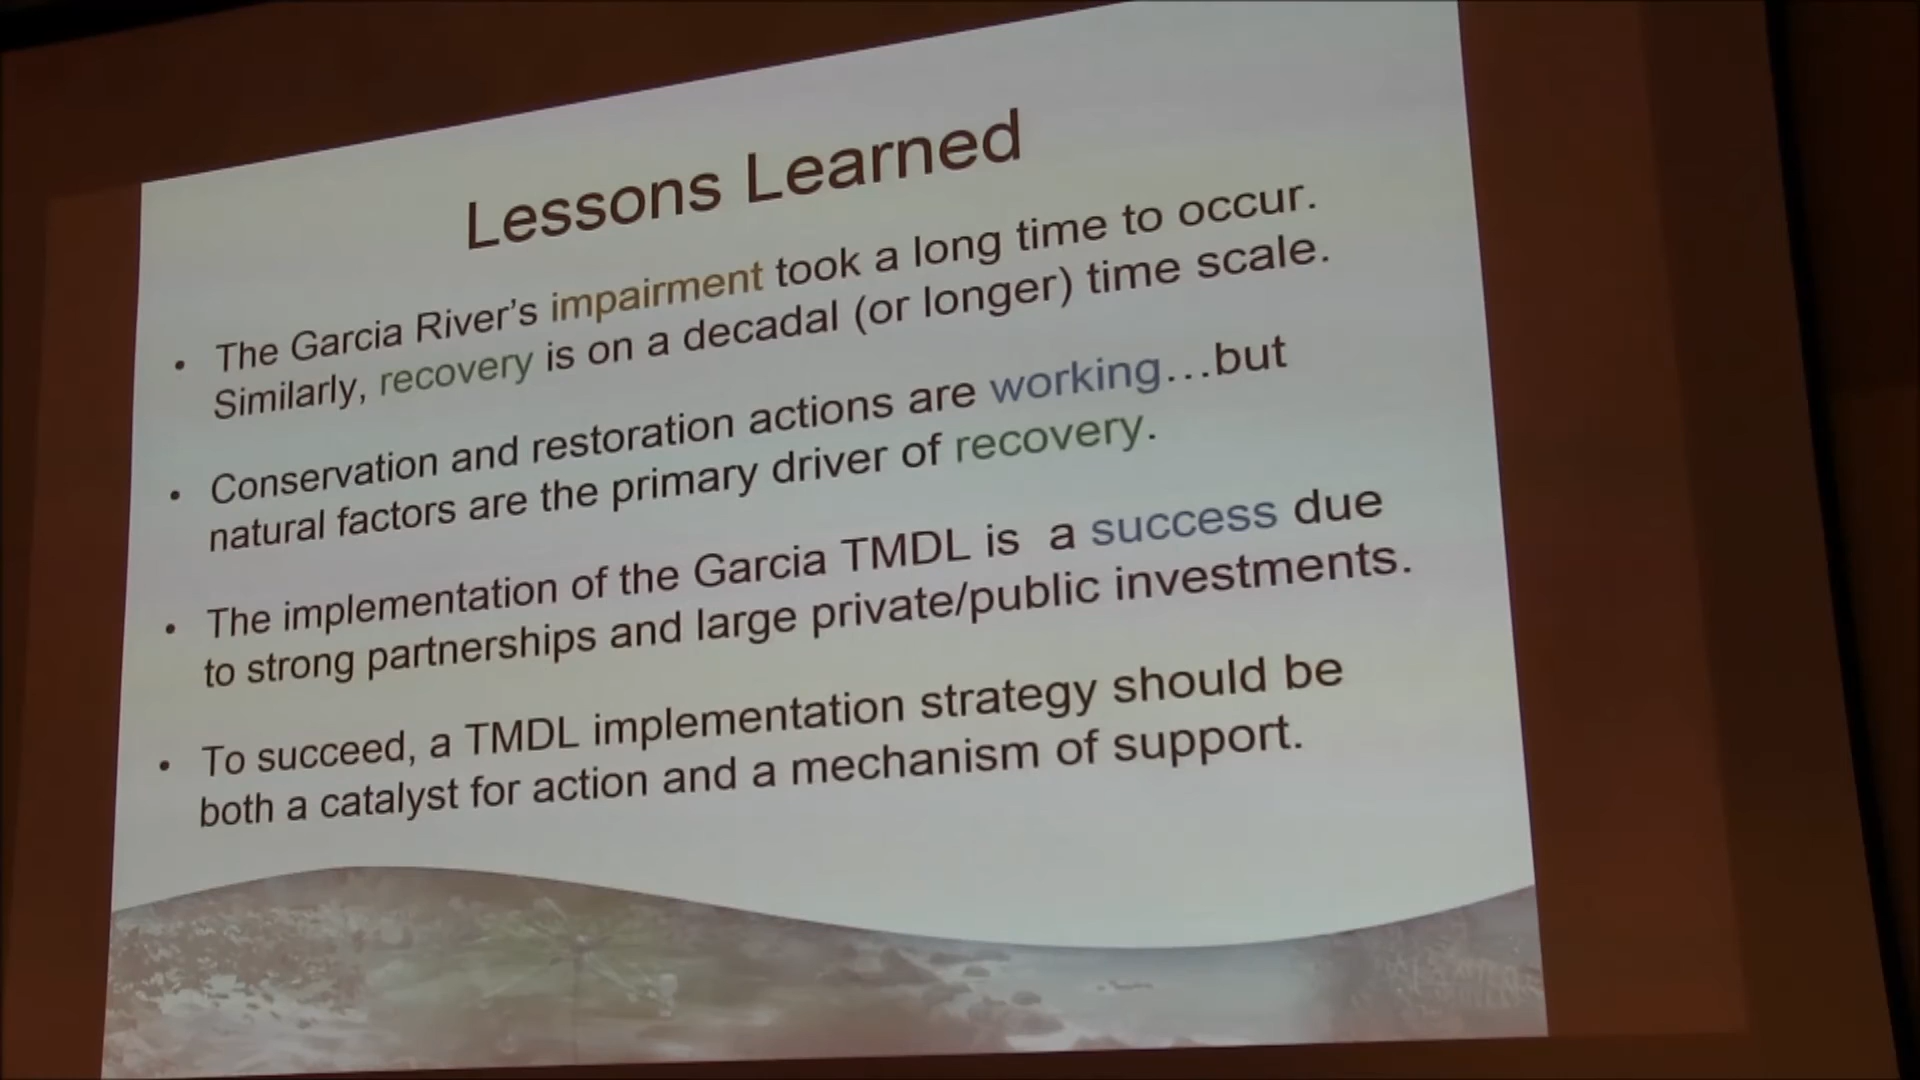 Lessons Learned
• The Garcia River’s impairment took a long time to occur.
Similarly, recovery is on a decadal (or longer) time scale.
• Conservation and restoration actions are working…but
natural factors are the primary driver of recovery.
• The implementation of the Garcia TMDL is a success due
to strong partnerships and large private/public investments.
• To succeed, a TMDL implementation strategy should be
both a catalyst for action and a mechanism of support.